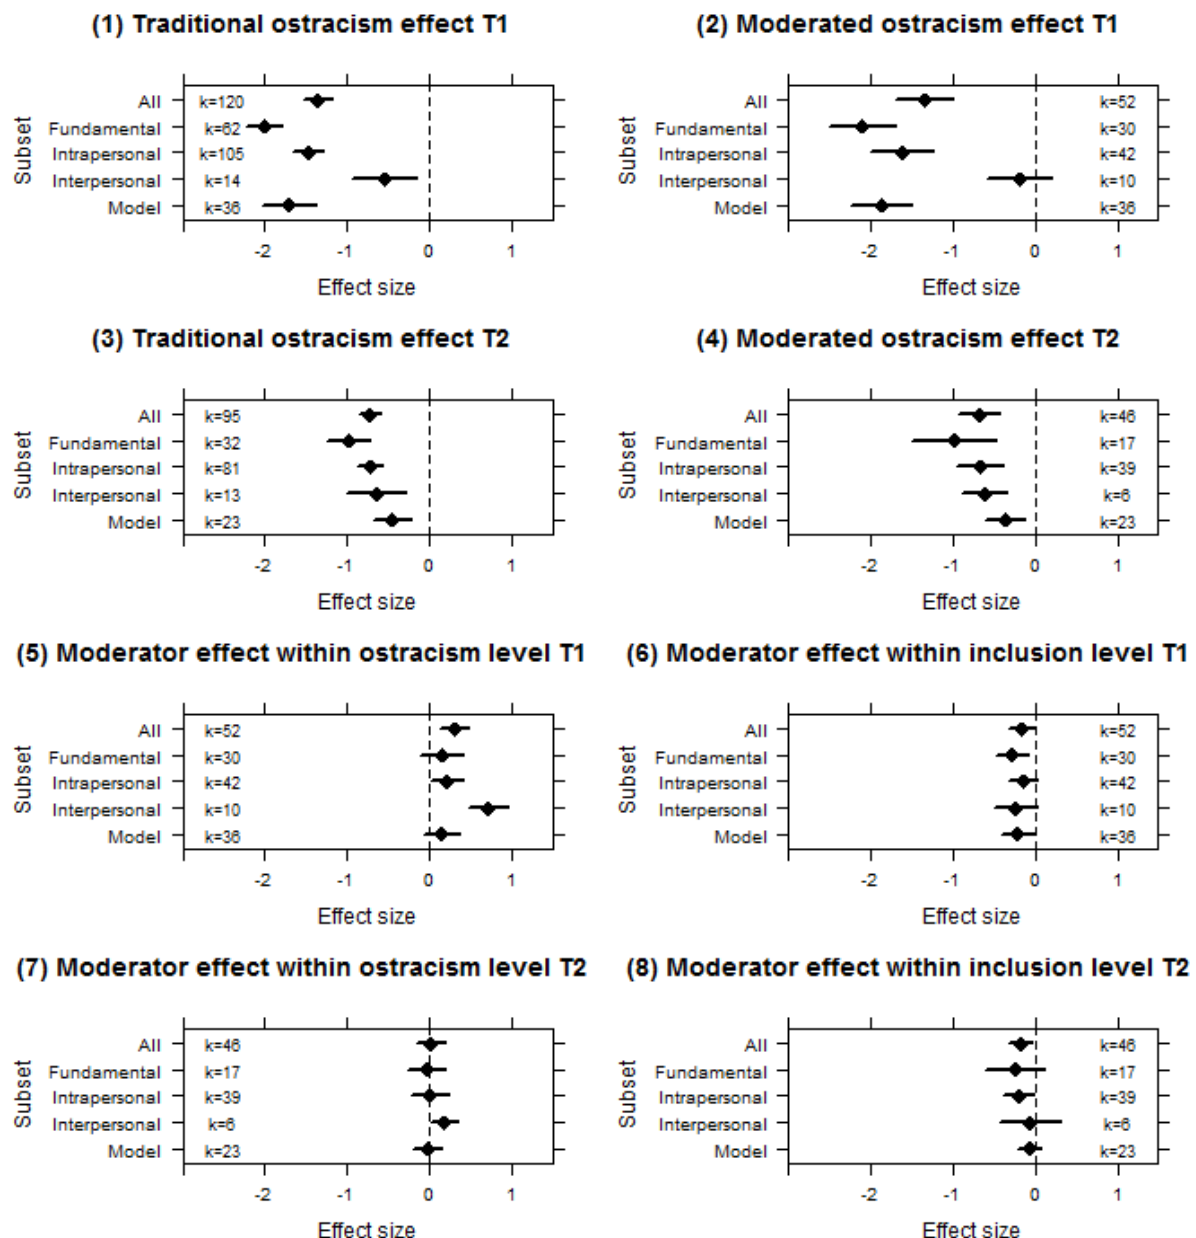 (1) Traditional ostracism effect T1
Subset
All k=120
Fundamental k=62
Intrapersonal k=105
Interpersonal k=14
Model k=36
-2 -1 0 1
Effect size
(2) Moderated ostracism effect T1
Subset
All k=52
Fundamental k=30
Intrapersonal k=42
Interpersonal k=10
Model k=36
-2 -1 0 1
Effect size
(3) Traditional ostracism effect T2
Subset
All k=95
Fundamental k=32
Intrapersonal k=81
Interpersonal k=13
Model k=23
-2 -1 0 1
Effect size
(4) Moderated ostracism effect T2
Subset
All k=46
Fundamental k=17
Intrapersonal k=39
Interpersonal k=6
Model k=23
-2 -1 0 1
Effect size
(5) Moderator effect within ostracism level T1
Subset
All k=52
Fundamental k=30
Intrapersonal k=42
Interpersonal k=10
Model k=36
-2 -1 0 1
Effect size
(6) Moderator effect within inclusion level T1
Subset
All k=52
Fundamental k=30
Intrapersonal k=42
Interpersonal k=10
Model k=36
-2 -1 0 1
Effect size
(7) Moderator effect within ostracism level T2
Subset
All k=46
Fundamental k=17
Intrapersonal k=39
Interpersonal k=6
Model k=23
-2 -1 0 1
Effect size
(8) Moderator effect within inclusion level T2
Subset
All k=46
Fundamental k=17
Intrapersonal k=39
Interpersonal k=6
Model k=23
-2 -1 0 1
Effect size